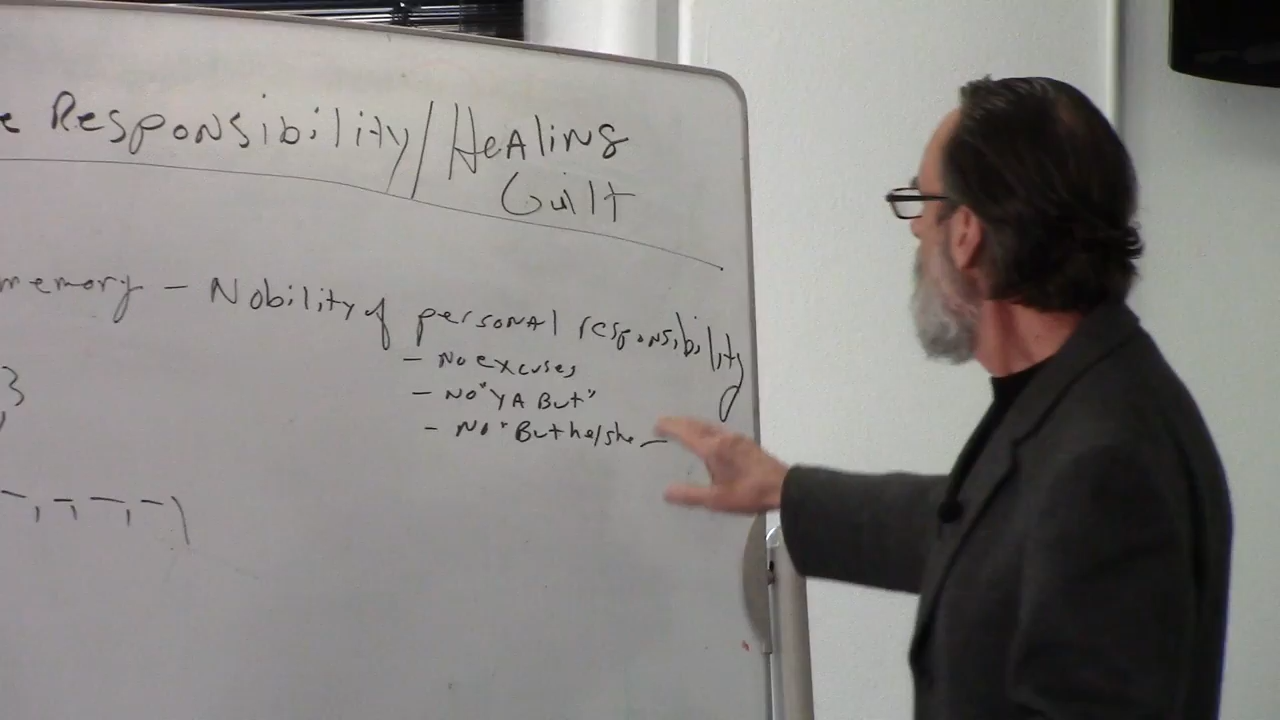 e Responsibility/Healing
Guilt
memory - Nobility of personal responsibility
- No excuses
- No "YA But"
- No "But he/she —